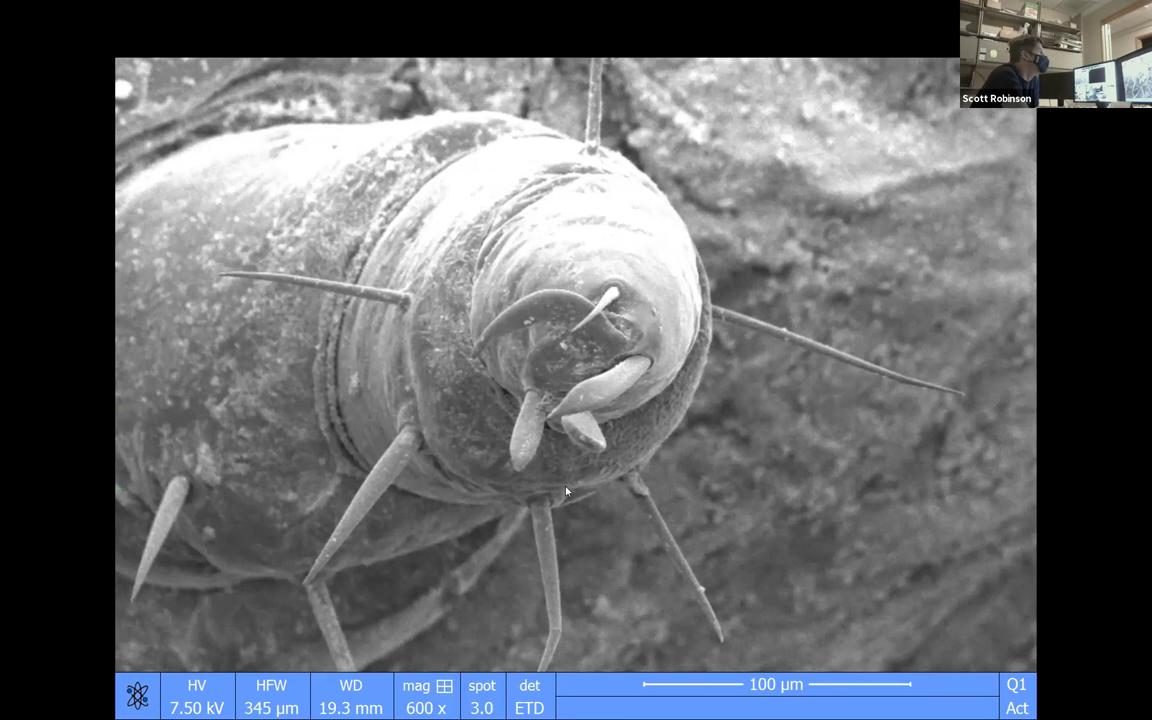 Scott Robinson
HV HFW WD mag spot det 100 µm Q1
7.50 kV 345 µm 19.3 mm 600 x 3.0 ETD Act